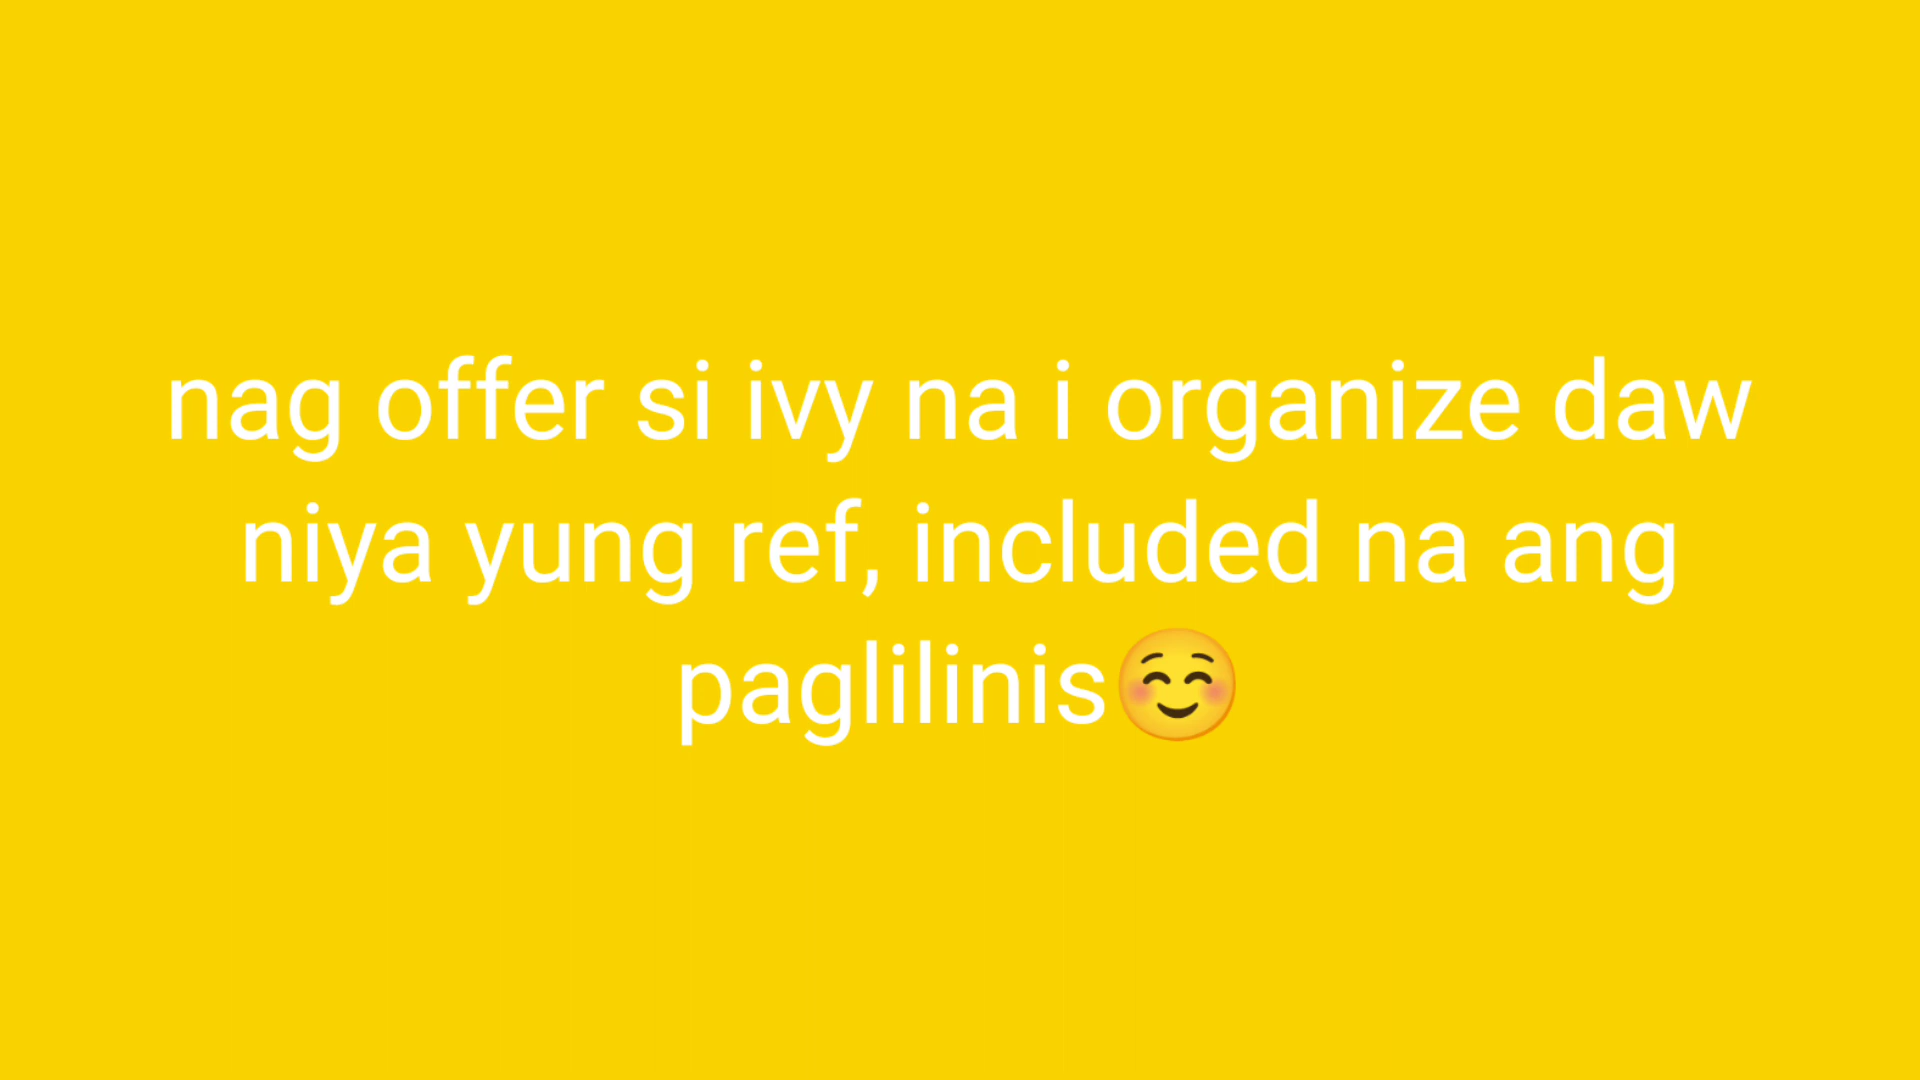 nag offer si ivy na i organize daw
niya yung ref, included na ang
paglilinis☺️